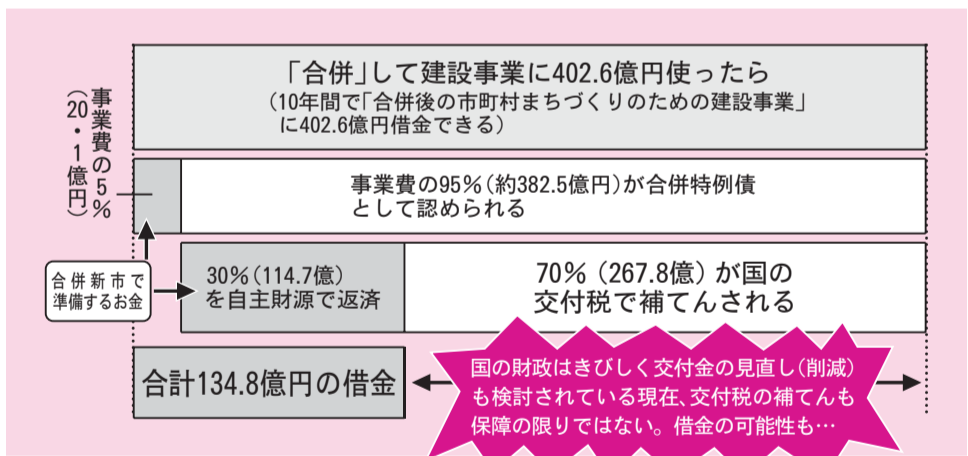 「合併」して建設事業に402.6億円使ったら
（10年間で「合併後の市町村まちづくりのための建設事業」
に402.6億円借金できる）
事業費の5％
（20・1億円）
事業費の95％（約382.5億円）が合併特例債
として認められる
合併新市で
準備するお金
30％（114.7億）
を自主財源で返済
70％（267.8億）が国の
交付税で補てんされる
合計134.8億円の借金
国の財政はきびしく交付金の見直し（削減）
も検討されている現在、交付税の補てんも
保障の限りではない。借金の可能性も…